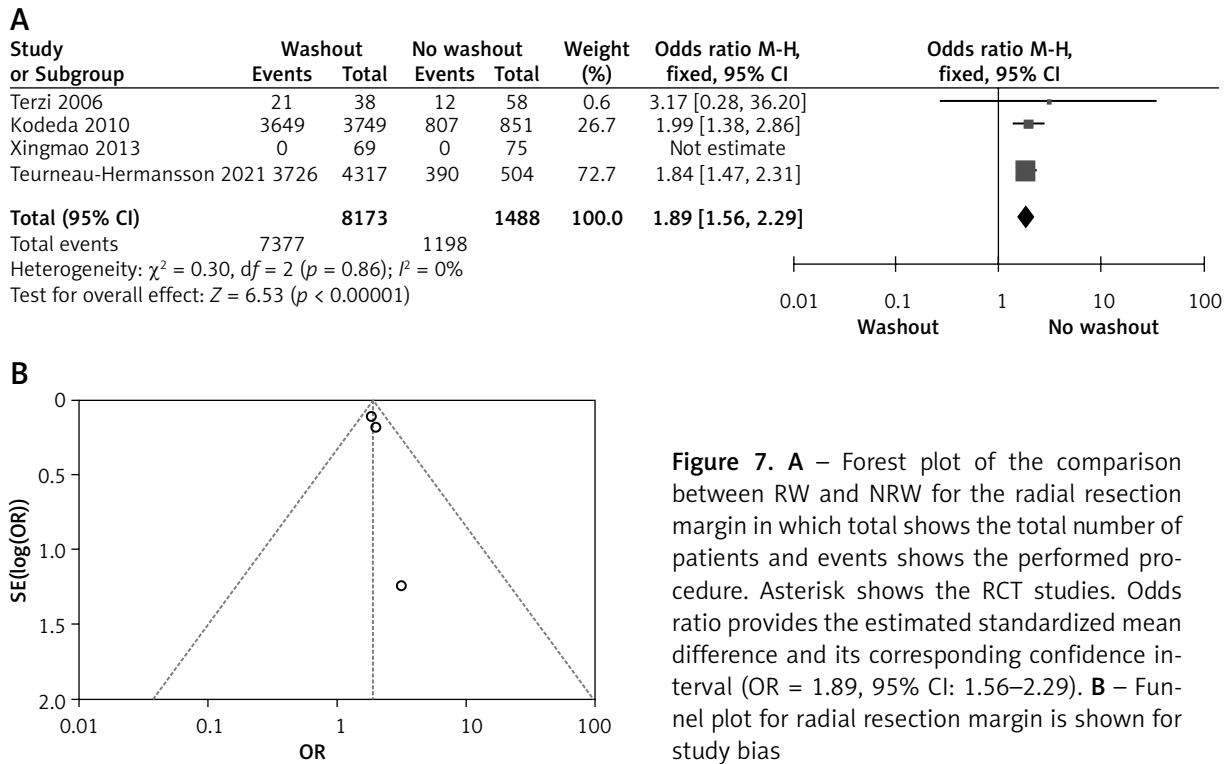 A
Study Washout No washout Weight Odds ratio M-H, Odds ratio M-H,
or Subgroup Events Total Events Total (%) fixed, 95% CI fixed, 95% CI
Terzi 2006 21 38 12 58 0.6 3.17 [0.28, 36.20]
Kodeda 2010 3649 3749 807 851 26.7 1.99 [1.38, 2.86]
Xingmao 2013 0 69 0 75 Not estimate
Teurneau-Hermansson 2021 3726 4317 390 504 72.7 1.84 [1.47, 2.31]
Total (95% CI) 8173 1488 100.0 1.89 [1.56, 2.29]
Total events 7377 1198
Heterogeneity: χ² = 0.30, df = 2 (p = 0.86); I² = 0%
Test for overall effect: Z = 6.53 (p < 0.00001)
0.01 0.1 1 10 100
Washout No washout
B
0
0.5
1.0
1.5
2.0
SE(log(OR))
0.01 0.1 1 10 100
OR
Figure 7. A – Forest plot of the comparison
between RW and NRW for the radial resection
margin in which total shows the total number of
patients and events shows the performed pro-
cedure. Asterisk shows the RCT studies. Odds
ratio provides the estimated standardized mean
difference and its corresponding confidence in-
terval (OR = 1.89, 95% CI: 1.56–2.29). B – Fun-
nel plot for radial resection margin is shown for
study bias